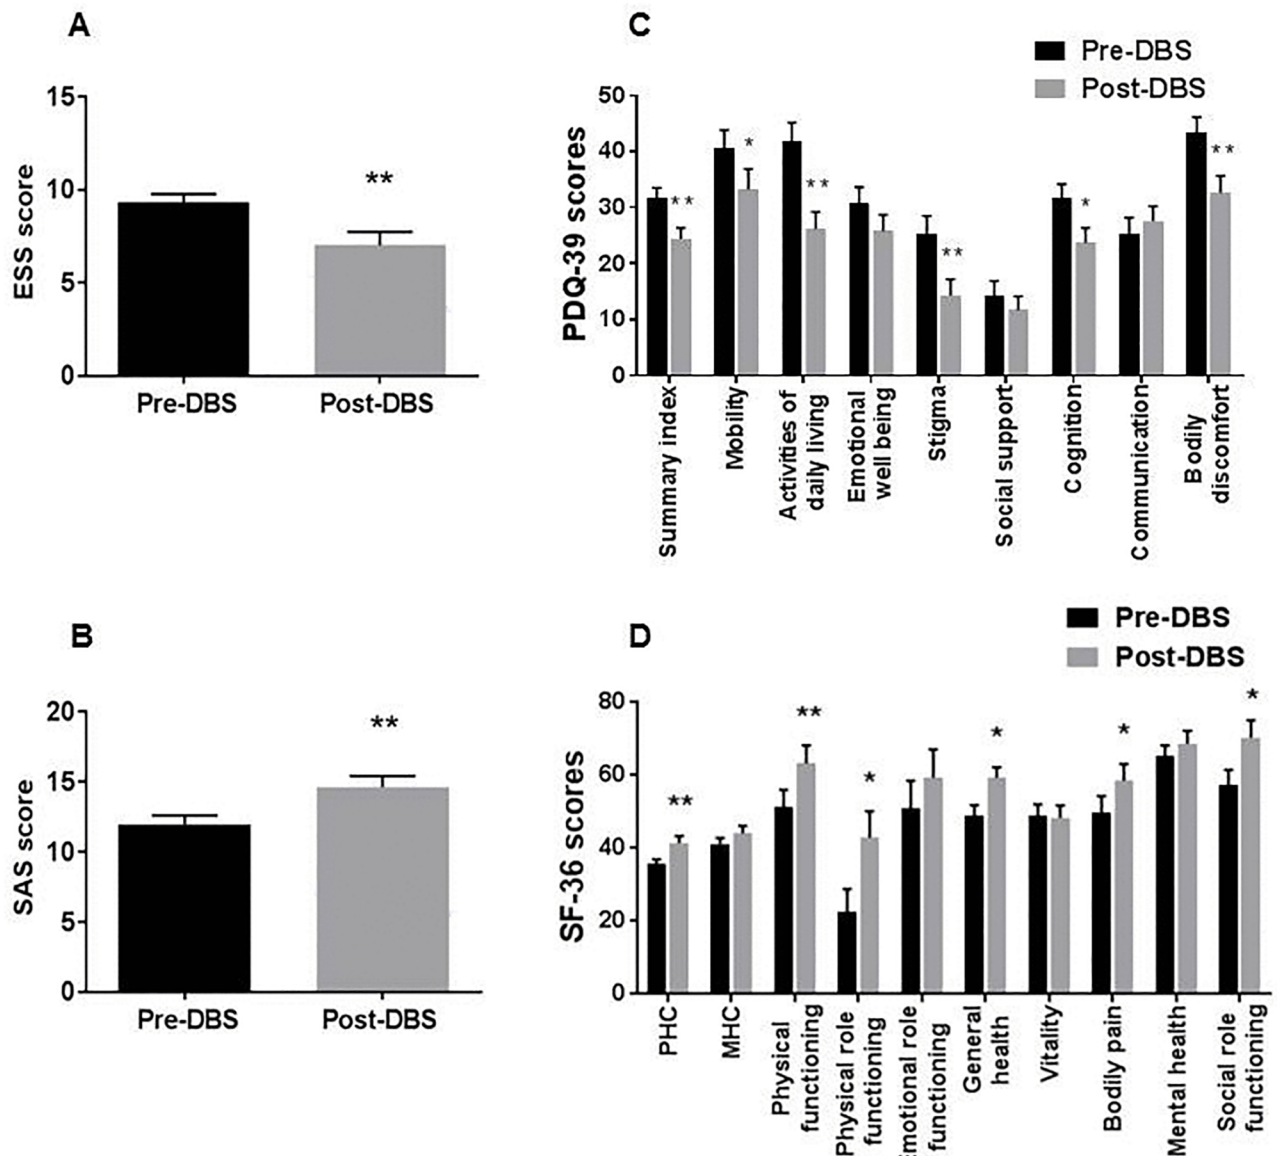 A
15
10
5
0
ESS score
**
Pre-DBS
Post-DBS
C
Pre-DBS
Post-DBS
50
40
30
20
10
0
PDQ-39 scores
**
*
**
**
*
**
Summary index
Mobility
Activities of
daily living
Emotional
well being
Stigma
Social support
Cognition
Communication
Bodily
discomfort
B
20
15
10
5
0
SAS score
**
Pre-DBS
Post-DBS
D
Pre-DBS
Post-DBS
80
60
40
20
0
SF-36 scores
**
**
*
*
*
*
PHC
MHC
Physical
functioning
Physical role
functioning
Emotional role
functioning
General
health
Vitality
Bodily pain
Mental health
Social role
functioning